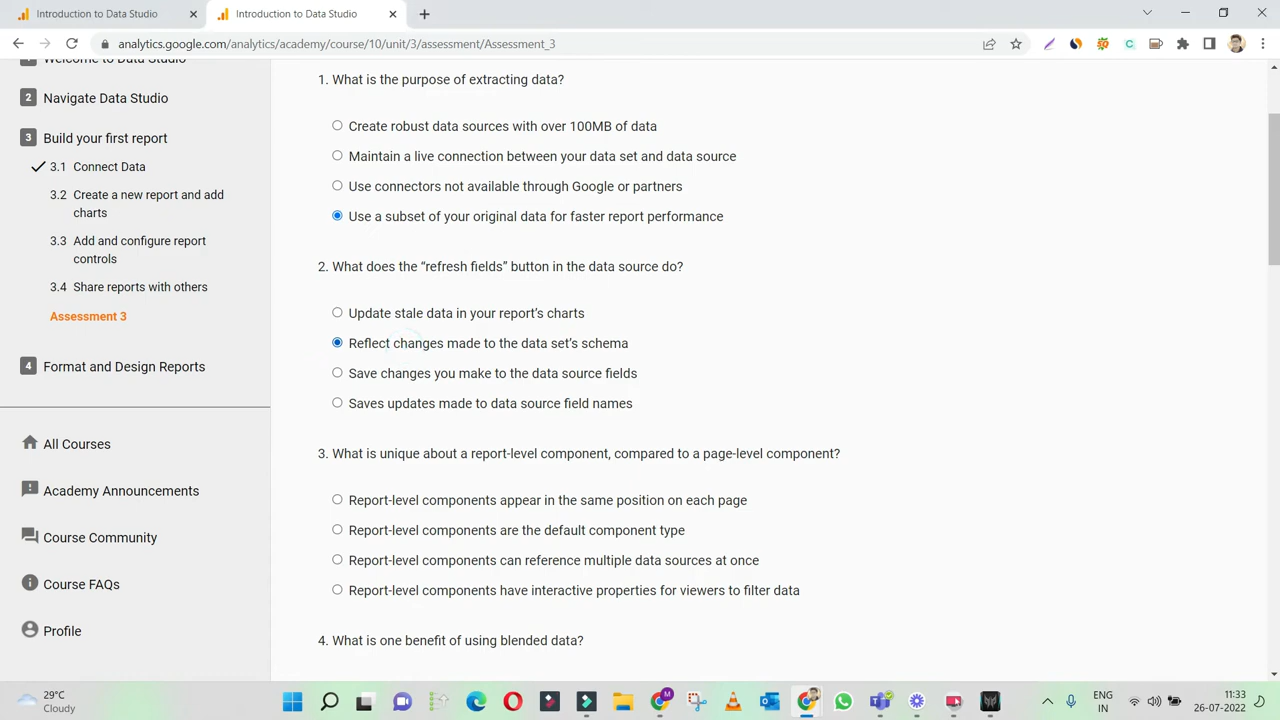 Introduction to Data Studio
Introduction to Data Studio
analytics.google.com/analytics/academy/course/10/unit/3/assessment/Assessment_3
1 Welcome to Data Studio
2 Navigate Data Studio
3 Build your first report
3.1 Connect Data
3.2 Create a new report and add
charts
3.3 Add and configure report
controls
3.4 Share reports with others
Assessment 3
4 Format and Design Reports
All Courses
Academy Announcements
Course Community
Course FAQs
Profile
1. What is the purpose of extracting data?
Create robust data sources with over 100MB of data
Maintain a live connection between your data set and data source
Use connectors not available through Google or partners
Use a subset of your original data for faster report performance
2. What does the “refresh fields” button in the data source do?
Update stale data in your report’s charts
Reflect changes made to the data set’s schema
Save changes you make to the data source fields
Saves updates made to data source field names
3. What is unique about a report-level component, compared to a page-level component?
Report-level components appear in the same position on each page
Report-level components are the default component type
Report-level components can reference multiple data sources at once
Report-level components have interactive properties for viewers to filter data
4. What is one benefit of using blended data?
29°C
Cloudy
ENG
IN
11:33
26-07-2022